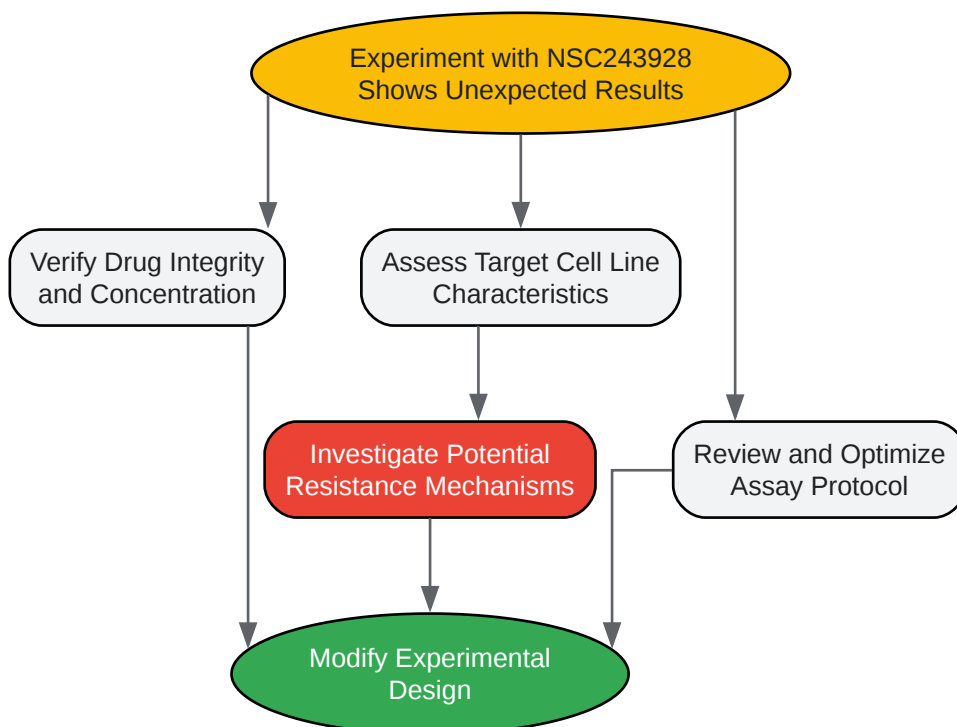 Experiment with NSC243928
Shows Unexpected Results
Verify Drug Integrity
and Concentration
Assess Target Cell Line
Characteristics
Investigate Potential
Resistance Mechanisms
Review and Optimize
Assay Protocol
Modify Experimental
Design